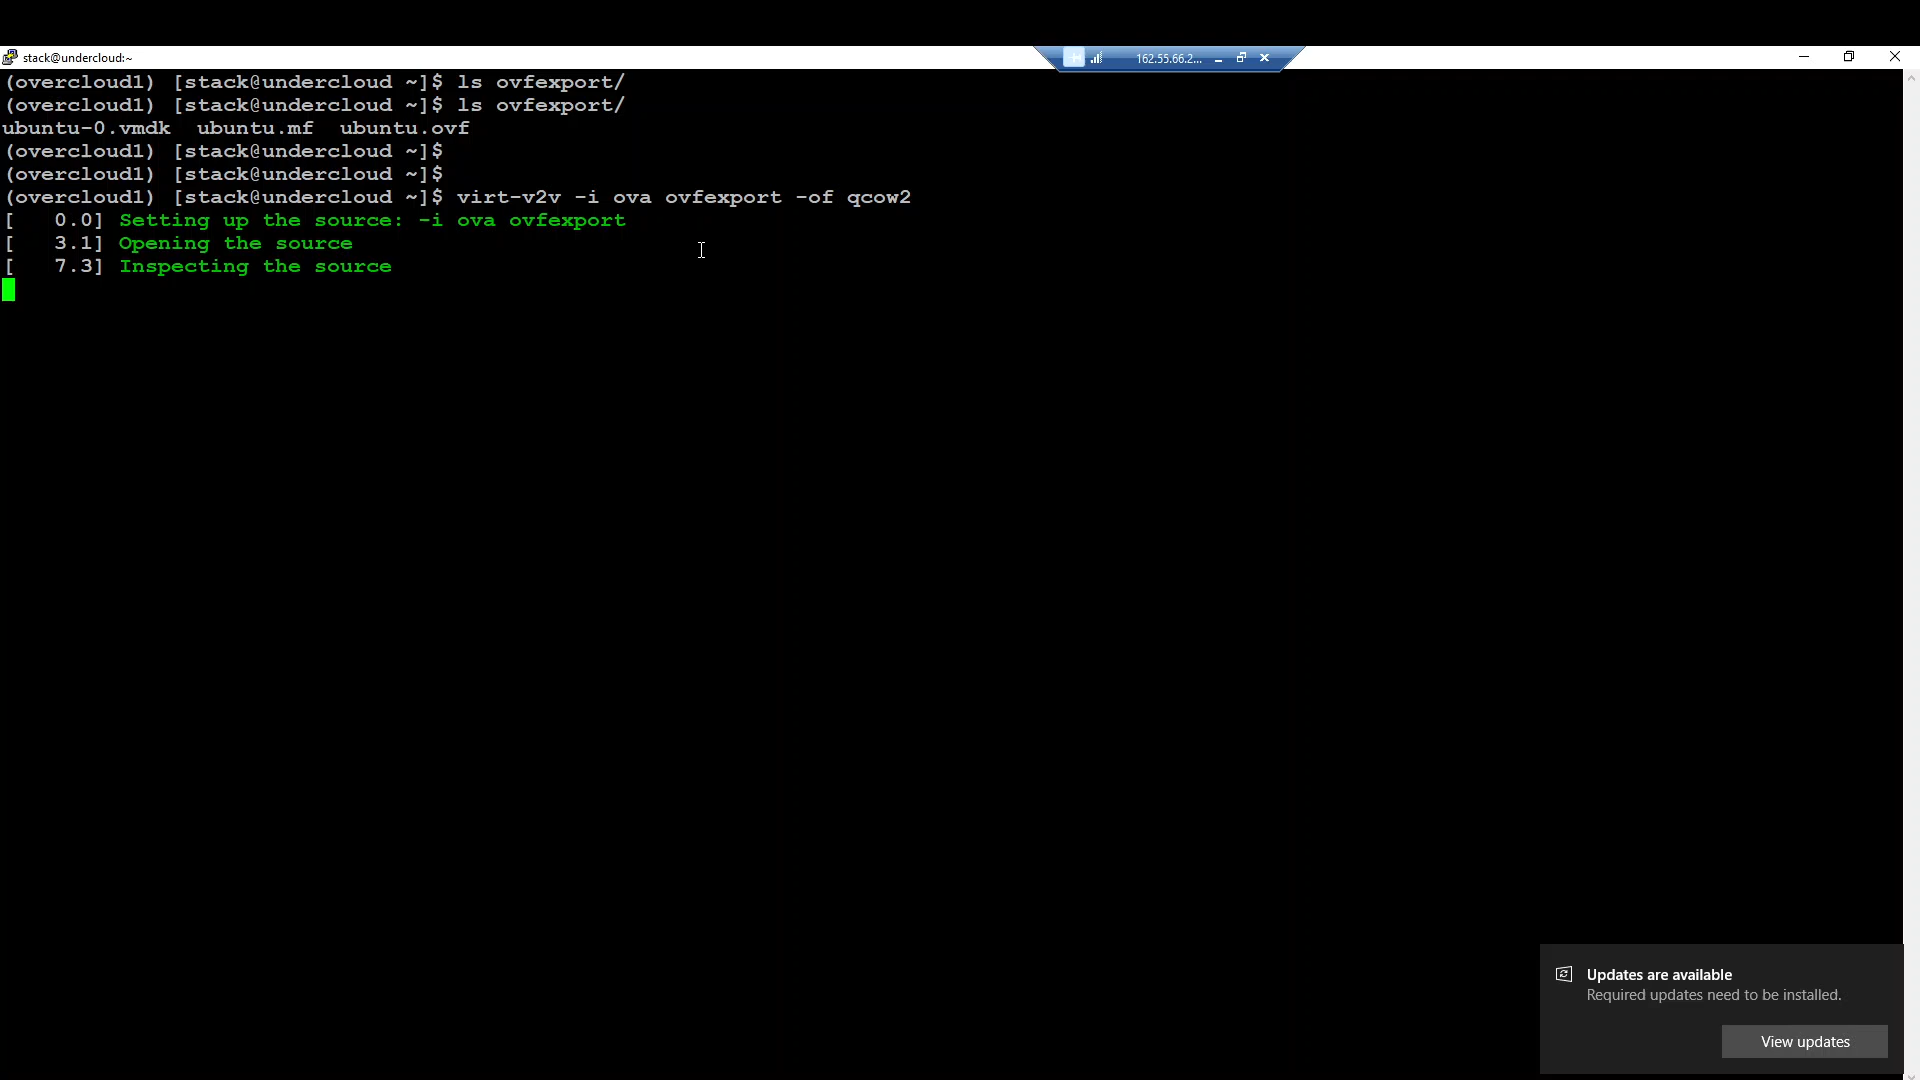 stack@undercloud:~
162.55.66.2...
(overcloud1) [stack@undercloud ~]$ ls ovfexport/
(overcloud1) [stack@undercloud ~]$ ls ovfexport/
ubuntu-0.vmdk  ubuntu.mf  ubuntu.ovf
(overcloud1) [stack@undercloud ~]$
(overcloud1) [stack@undercloud ~]$
(overcloud1) [stack@undercloud ~]$ virt-v2v -i ova ovfexport -of qcow2
[   0.0] Setting up the source: -i ova ovfexport
[   3.1] Opening the source
[   7.3] Inspecting the source
Updates are available
Required updates need to be installed.
View updates